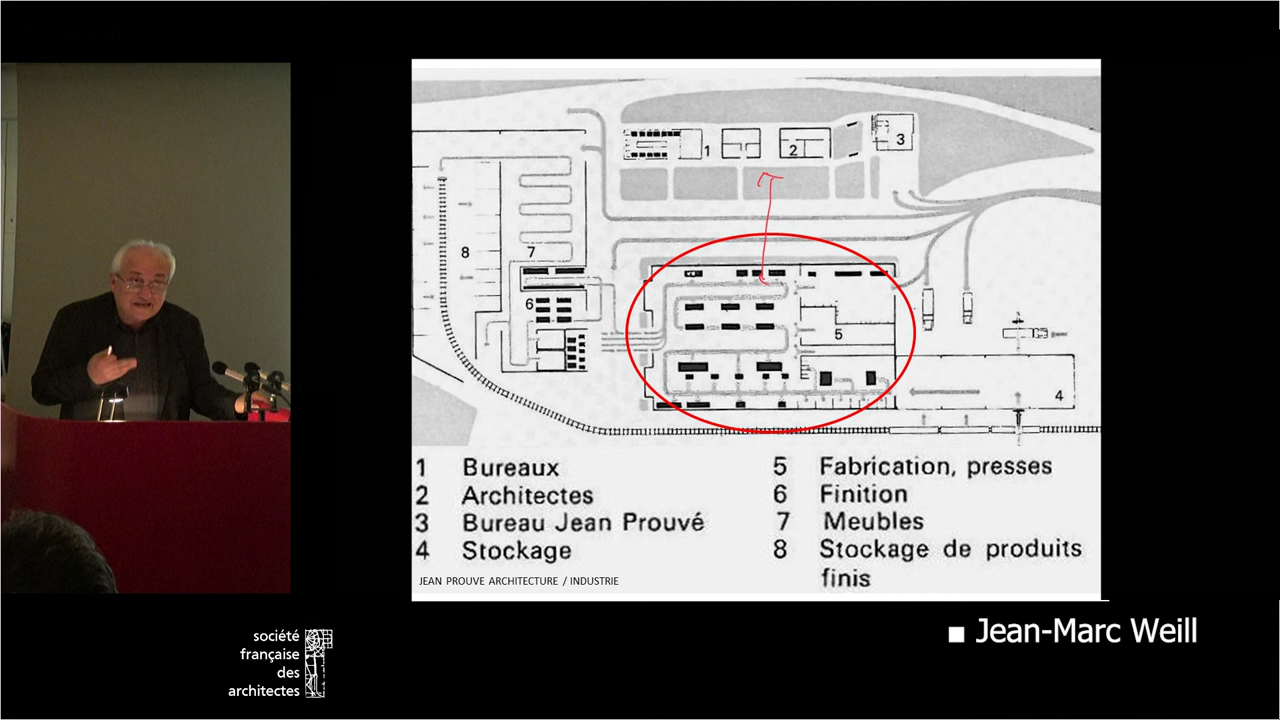 1
2
3
8
7
6
5
4
1 Bureaux
2 Architectes
3 Bureau Jean Prouvé
4 Stockage
5 Fabrication, presses
6 Finition
7 Meubles
8 Stockage de produits
finis
JEAN PROUVE ARCHITECTURE / INDUSTRIE
société
française
des
architectes
Jean-Marc Weill